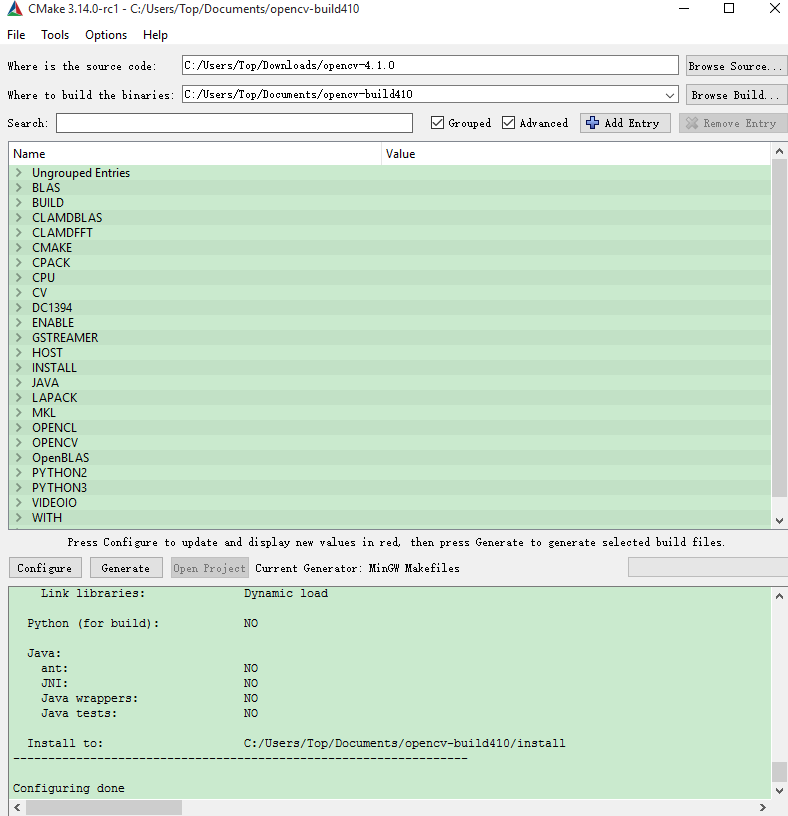 CMake 3.14.0-rc1 - C:/Users/Top/Documents/opencv-build410
File Tools Options Help
Where is the source code: C:/Users/Top/Downloads/opencv-4.1.0 Browse Source...
Where to build the binaries: C:/Users/Top/Documents/opencv-build410 Browse Build...
Search: Grouped Advanced Add Entry Remove Entry
Name Value
Ungrouped Entries
BLAS
BUILD
CLAMDBLAS
CLAMDFFT
CMAKE
CPACK
CPU
CV
DC1394
ENABLE
GSTREAMER
HOST
INSTALL
JAVA
LAPACK
MKL
OPENCL
OPENCV
OpenBLAS
PYTHON2
PYTHON3
VIDEOIO
WITH
Press Configure to update and display new values in red, then press Generate to generate selected build files.
Configure Generate Open Project Current Generator: MinGW Makefiles
Link libraries: Dynamic load
Python (for build): NO
Java:
ant: NO
JNI: NO
Java wrappers: NO
Java tests: NO
Install to: C:/Users/Top/Documents/opencv-build410/install
-----------------------------------------------------------------
Configuring done